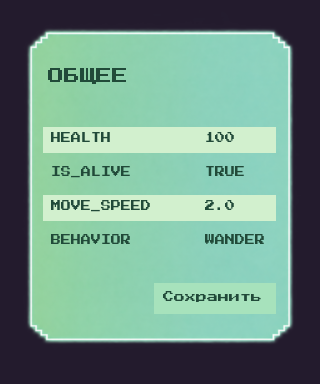 ОБЩЕЕ
HEALTH 100
IS_ALIVE TRUE
MOVE_SPEED 2.0
BEHAVIOR WANDER
Сохранить